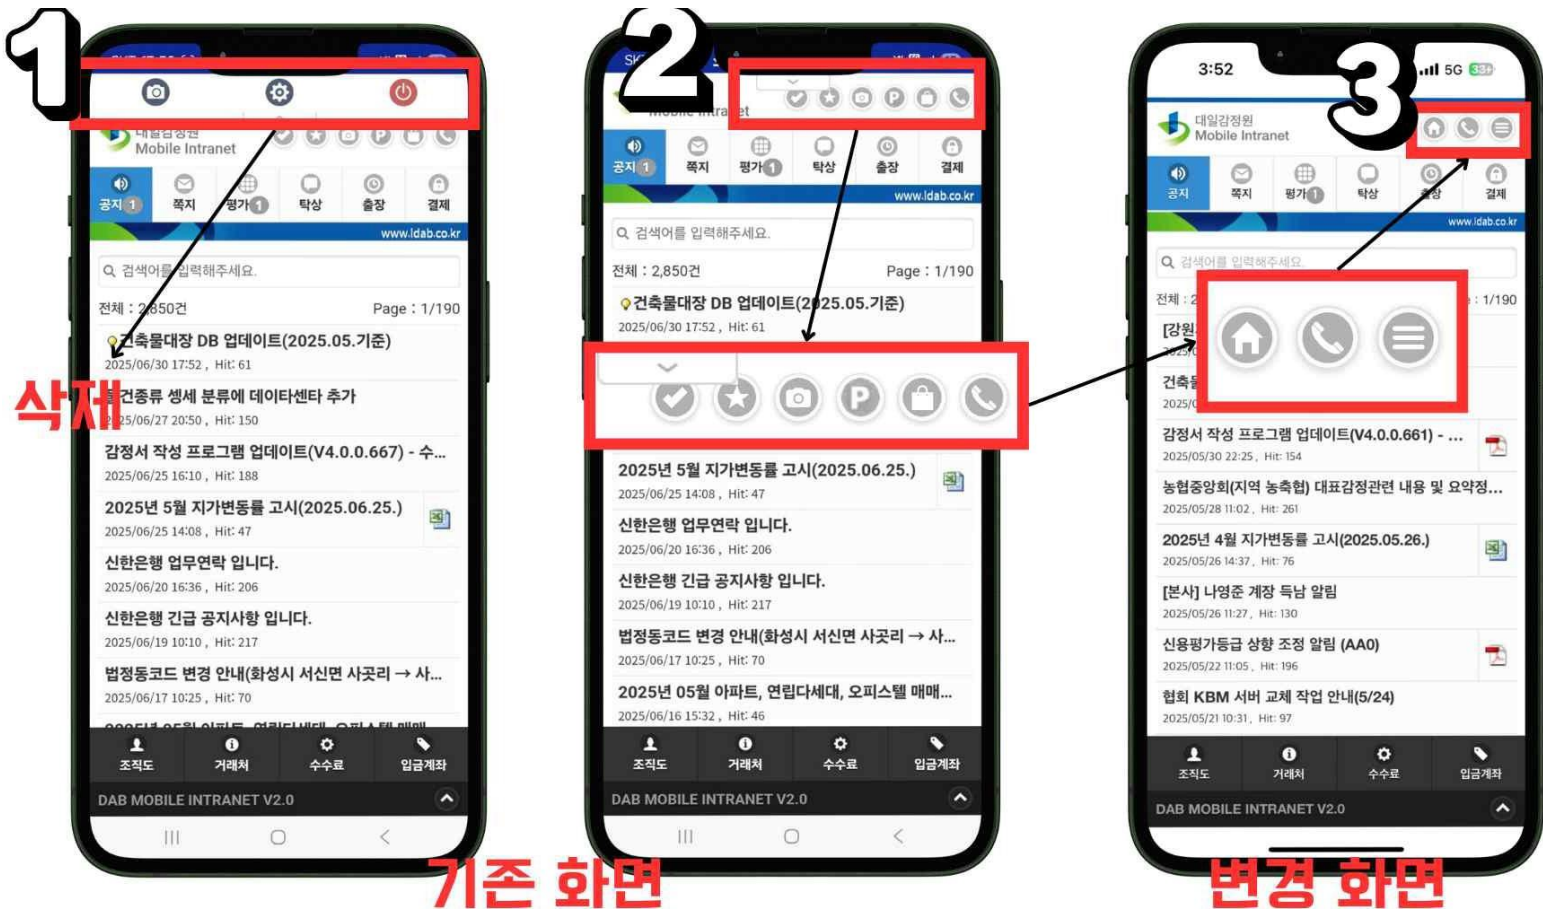 1
대일감정원
Mobile Intranet
공지 1
쪽지
평가 1
탁상
출장
결제
www.ldab.co.kr
검색어를 입력해주세요.
전체 : 2,850건
Page : 1/190
건축물대장 DB 업데이트(2025.05.기준)
2025/06/30 17:52 , Hit: 61
삭제
물건종류 셍세 분류에 데이타센타 추가
2025/06/27 20:50 , Hit: 150
감정서 작성 프로그램 업데이트(V4.0.0.667) - 수...
2025/06/25 16:10 , Hit: 188
2025년 5월 지가변동률 고시(2025.06.25.)
2025/06/25 14:08 , Hit: 47
신한은행 업무연락 입니다.
2025/06/20 16:36 , Hit: 206
신한은행 긴급 공지사항 입니다.
2025/06/19 10:10 , Hit: 217
법정동코드 변경 안내(화성시 서신면 사곳리 → 사...
2025/06/17 10:25 , Hit: 70
조직도
거래처
수수료
입금계좌
DAB MOBILE INTRANET V2.0
2
SK
Mobile Intranet
P
공지 1
쪽지
평가 1
탁상
출장
결제
www.ldab.co.kr
검색어를 입력해주세요.
전체 : 2,850건
Page : 1/190
건축물대장 DB 업데이트(2025.05.기준)
2025/06/30 17:52 , Hit: 61
P
2025년 5월 지가변동률 고시(2025.06.25.)
2025/06/25 14:08 , Hit: 47
신한은행 업무연락 입니다.
2025/06/20 16:36 , Hit: 206
신한은행 긴급 공지사항 입니다.
2025/06/19 10:10 , Hit: 217
법정동코드 변경 안내(화성시 서신면 사곳리 → 사...
2025/06/17 10:25 , Hit: 70
2025년 05월 아파트, 연립다세대, 오피스텔 매매...
2025/06/16 15:32 , Hit: 46
조직도
거래처
수수료
입금계좌
DAB MOBILE INTRANET V2.0
기존 화면
3
3:52
5G 33
대일감정원
Mobile Intranet
공지
쪽지
평가 1
탁상
출장
결제
www.ldab.co.kr
검색어를 입력해주세요.
전체 : 2
: 1/190
[강원
건축물
감정서 작성 프로그램 업데이트(V4.0.0.661) - ...
2025/05/30 22:25 , Hit: 154
농협중앙회(지역 농축협) 대표감정관련 내용 및 요약정...
2025/05/28 11:02 , Hit: 261
2025년 4월 지가변동률 고시(2025.05.26.)
2025/05/26 14:37 , Hit: 76
[본사] 나영준 계장 득남 알림
2025/05/26 11:27 , Hit: 130
신용평가등급 상향 조정 알림 (AA0)
2025/05/22 11:05 , Hit: 196
협회 KBM 서버 교체 작업 안내(5/24)
2025/05/21 10:31 , Hit: 97
조직도
거래처
수수료
입금계좌
DAB MOBILE INTRANET V2.0
변경 화면